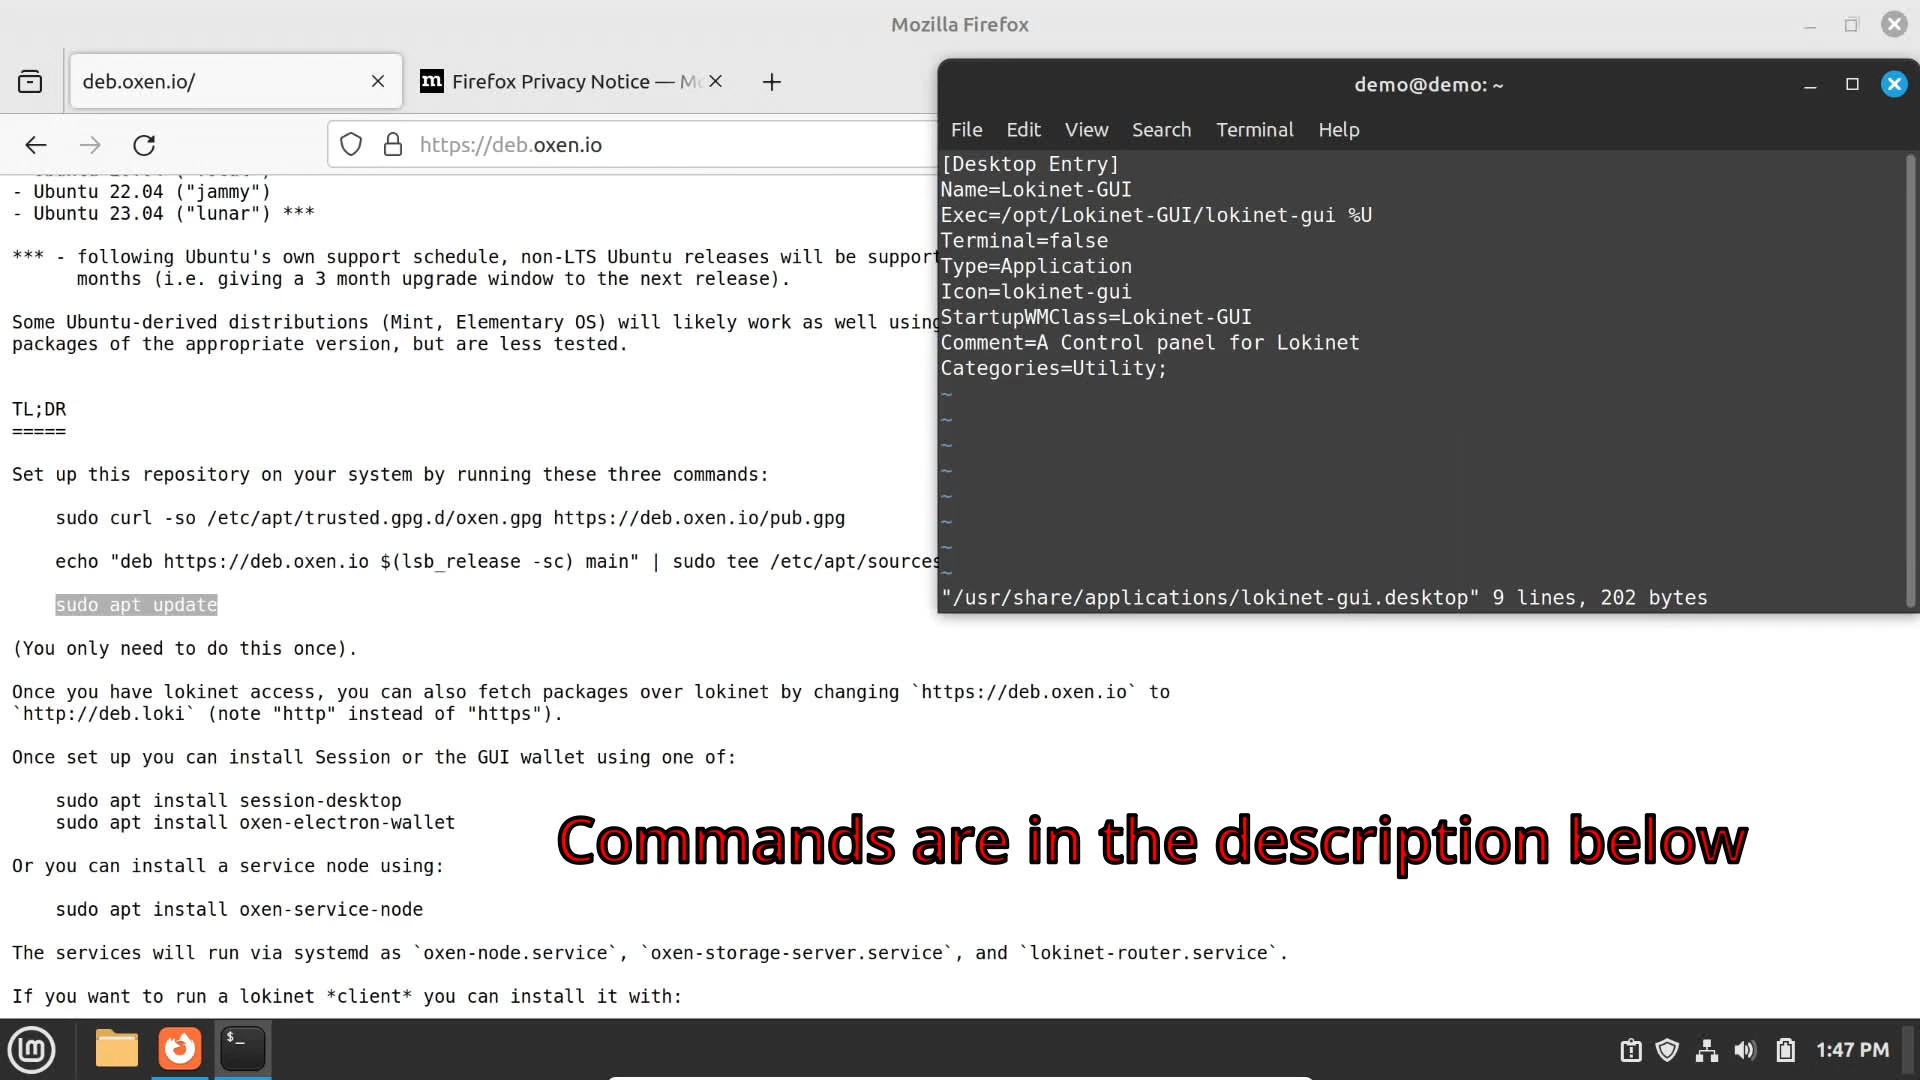 Mozilla Firefox
deb.oxen.io/
m Firefox Privacy Notice —
https://deb.oxen.io
- Ubuntu 22.04 ("jammy")
- Ubuntu 23.04 ("lunar") ***
*** - following Ubuntu's own support schedule, non-LTS Ubuntu releases will be support
months (i.e. giving a 3 month upgrade window to the next release).
Some Ubuntu-derived distributions (Mint, Elementary OS) will likely work as well using
packages of the appropriate version, but are less tested.
TL;DR
=====
Set up this repository on your system by running these three commands:
sudo curl -so /etc/apt/trusted.gpg.d/oxen.gpg https://deb.oxen.io/pub.gpg
echo "deb https://deb.oxen.io $(lsb_release -sc) main" | sudo tee /etc/apt/sources
sudo apt update
(You only need to do this once).
Once you have lokinet access, you can also fetch packages over lokinet by changing `https://deb.oxen.io` to
`http://deb.loki` (note "http" instead of "https").
Once set up you can install Session or the GUI wallet using one of:
sudo apt install session-desktop
sudo apt install oxen-electron-wallet
Or you can install a service node using:
sudo apt install oxen-service-node
The services will run via systemd as `oxen-node.service`, `oxen-storage-server.service`, and `lokinet-router.service`.
If you want to run a lokinet *client* you can install it with:
demo@demo: ~
File Edit View Search Terminal Help
[Desktop Entry]
Name=Lokinet-GUI
Exec=/opt/Lokinet-GUI/lokinet-gui %U
Terminal=false
Type=Application
Icon=lokinet-gui
StartupWMClass=Lokinet-GUI
Comment=A Control panel for Lokinet
Categories=Utility;
~
~
~
~
~
~
~
~
"/usr/share/applications/lokinet-gui.desktop" 9 lines, 202 bytes
Commands are in the description below
$_
1:47 PM